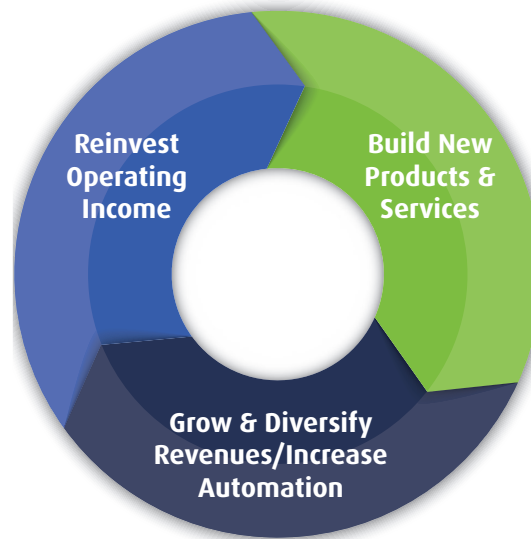 Reinvest
Operating
Income
Build New
Products &
Services
Grow & Diversify
Revenues/Increase
Automation